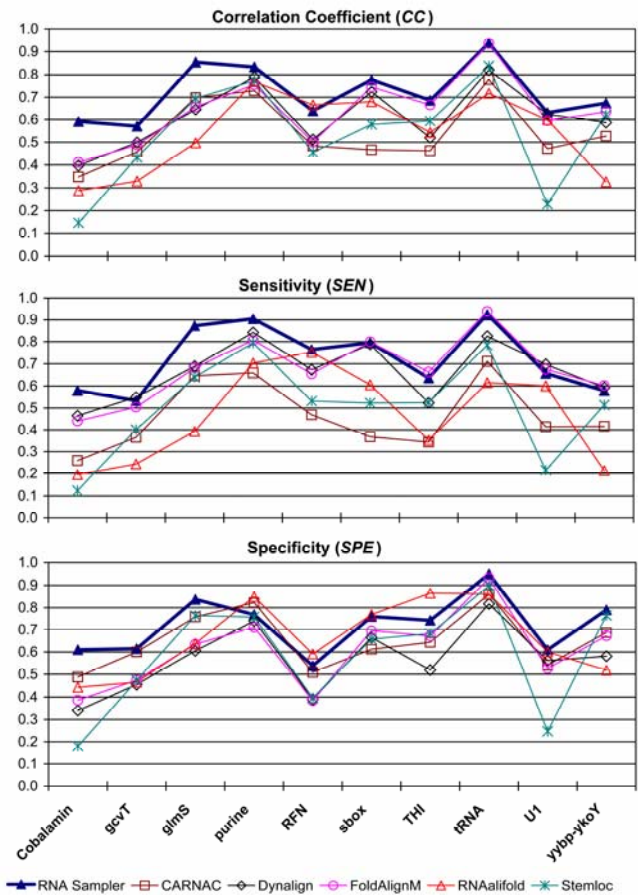 Correlation Coefficient (CC)
1.0
0.9
0.8
0.7
0.6
0.5
0.4
0.3
0.2
0.1
0.0
Sensitivity (SEN)
1.0
0.9
0.8
0.7
0.6
0.5
0.4
0.3
0.2
0.1
0.0
Specificity (SPE)
1.0
0.9
0.8
0.7
0.6
0.5
0.4
0.3
0.2
0.1
0.0
Cobalamin
gcvT
glmS
purine
RFN
sbox
THI
tRNA
U1
yybp-ykoY
RNA Sampler CARNAC Dynalign FoldAlignM RNAalifold Stemloc